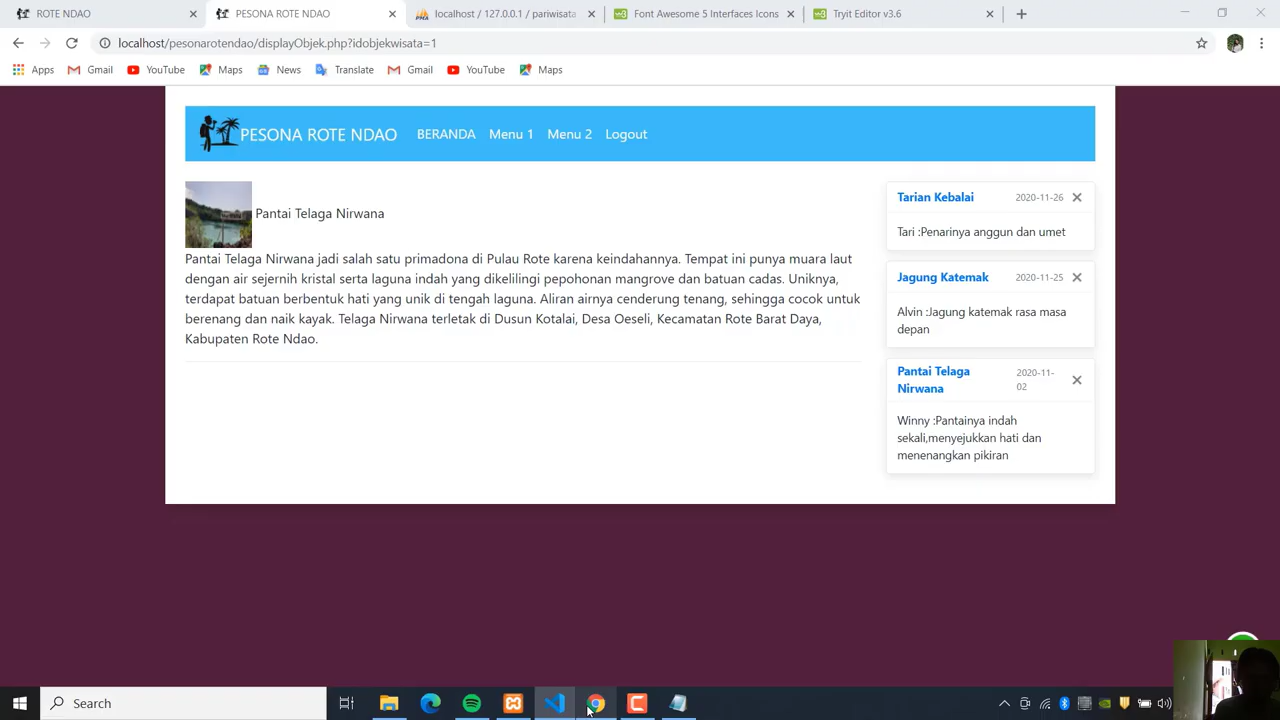 ROTE NDAO
PESONA ROTE NDAO
localhost / 127.0.0.1 / pariwisata
Font Awesome 5 Interfaces Icons
Tryit Editor v3.6
localhost/pesonarotendao/displayObjek.php?idobjekwisata=1
Apps
Gmail
YouTube
Maps
News
Translate
Gmail
YouTube
Maps
PESONA ROTE NDAO
BERANDA
Menu 1
Menu 2
Logout
Pantai Telaga Nirwana
Pantai Telaga Nirwana jadi salah satu primadona di Pulau Rote karena keindahannya. Tempat ini punya muara laut
dengan air sejernih kristal serta laguna indah yang dikelilingi pepohonan mangrove dan batuan cadas. Uniknya,
terdapat batuan berbentuk hati yang unik di tengah laguna. Aliran airnya cenderung tenang, sehingga cocok untuk
berenang dan naik kayak. Telaga Nirwana terletak di Dusun Kotalai, Desa Oeseli, Kecamatan Rote Barat Daya,
Kabupaten Rote Ndao.
Tarian Kebalai
2020-11-26
Tari :Penarinya anggun dan umet
Jagung Katemak
2020-11-25
Alvin :Jagung katemak rasa masa
depan
Pantai Telaga
Nirwana
2020-11-
02
Winny :Pantainya indah
sekali,menyejukkan hati dan
menenangkan pikiran
Search